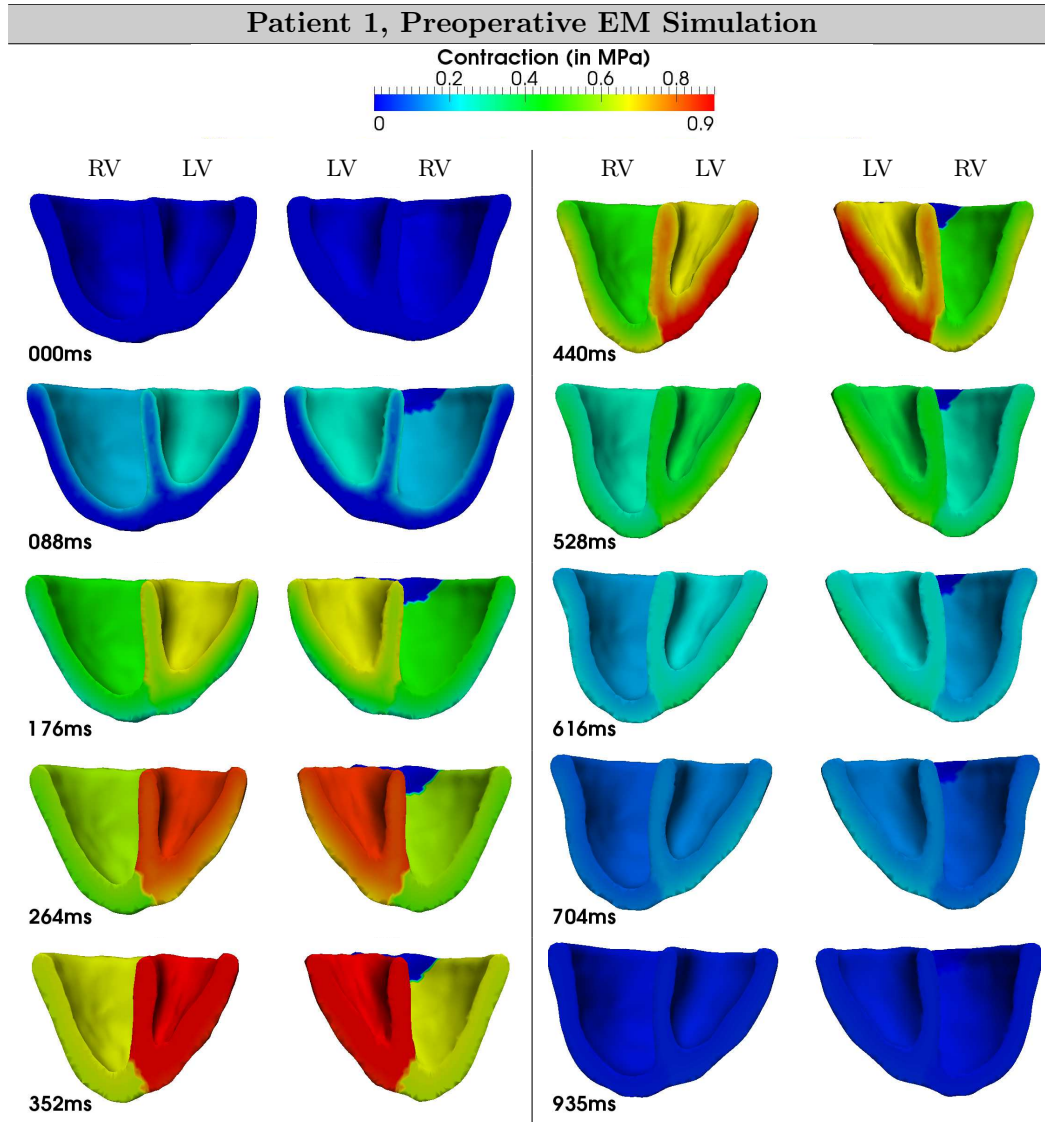 Patient 1, Preoperative EM Simulation
Contraction (in MPa)
0.2 0.4 0.6 0.8
0 0.9
RV LV LV RV
RV LV LV RV
000ms
440ms
088ms
528ms
176ms
616ms
264ms
704ms
352ms
935ms